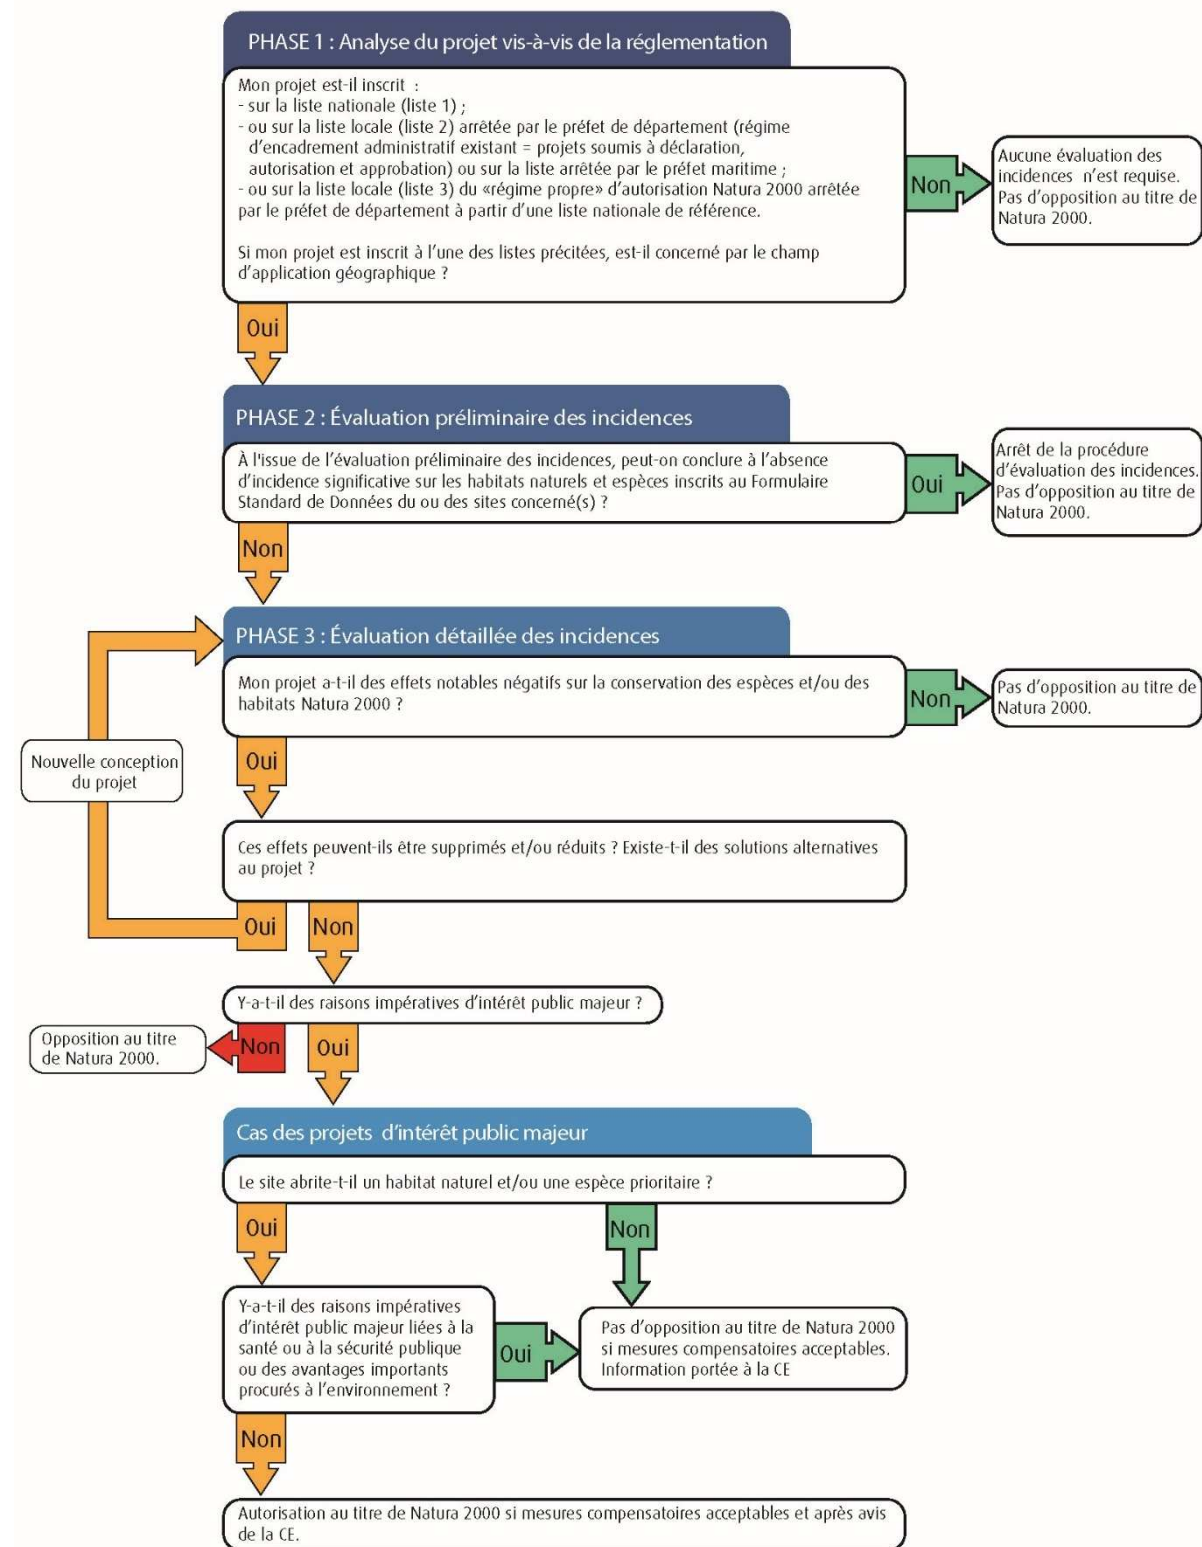 PHASE 1 : Analyse du projet vis-à-vis de la réglementation
Mon projet est-il inscrit :
- sur la liste nationale (liste 1) ;
- ou sur la liste locale (liste 2) arrêtée par le préfet de département (régime
d'encadrement administratif existant = projets soumis à déclaration,
autorisation et approbation) ou sur la liste arrêtée par le préfet maritime ;
- ou sur la liste locale (liste 3) du «régime propre» d'autorisation Natura 2000 arrêtée
par le préfet de département à partir d'une liste nationale de référence.
Si mon projet est inscrit à l'une des listes précitées, est-il concerné par le champ
d'application géographique ?
Non
Aucune évaluation des
incidences n'est requise.
Pas d'opposition au titre de
Natura 2000.
Oui
PHASE 2 : Évaluation préliminaire des incidences
À l'issue de l'évaluation préliminaire des incidences, peut-on conclure à l'absence
d'incidence significative sur les habitats naturels et espèces inscrits au Formulaire
Standard de Données du ou des sites concerné(s) ?
Oui
Arrêt de la procédure
d'évaluation des incidences.
Pas d'opposition au titre de
Natura 2000.
Non
PHASE 3 : Évaluation détaillée des incidences
Mon projet a-t-il des effets notables négatifs sur la conservation des espèces et/ou des
habitats Natura 2000 ?
Non
Pas d'opposition au titre de
Natura 2000.
Oui
Nouvelle conception
du projet
Ces effets peuvent-ils être supprimés et/ou réduits ? Existe-t-il des solutions alternatives
au projet ?
Oui
Non
Y-a-t-il des raisons impératives d'intérêt public majeur ?
Opposition au titre
de Natura 2000.
Non
Oui
Cas des projets d'intérêt public majeur
Le site abrite-t-il un habitat naturel et/ou une espèce prioritaire ?
Oui
Non
Y-a-t-il des raisons impératives
d'intérêt public majeur liées à la
santé ou à la sécurité publique
ou des avantages importants
procurés à l'environnement ?
Oui
Pas d'opposition au titre de Natura 2000
si mesures compensatoires acceptables.
Information portée à la CE
Non
Autorisation au titre de Natura 2000 si mesures compensatoires acceptables et après avis
de la CE.